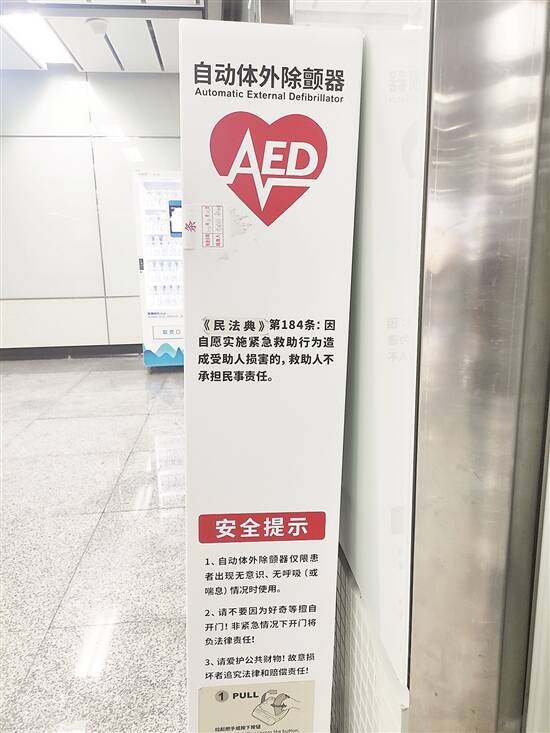 自动体外除颤器
Automatic External Defibrillator
AED
条
《民法典》第184条：因
自愿实施紧急救助行为造
成受助人损害的，救助人不
承担民事责任。
安全提示
1、自动体外除颤器仅限患
者出现无意识、无呼吸（或
喘息）情况时使用。
2、请不要因为好奇等擅自
开门！非紧急情况下开门将
负法律责任！
3、请爱护公共财物！故意损
坏者追究法律和赔偿责任！
1 PULL
取货口